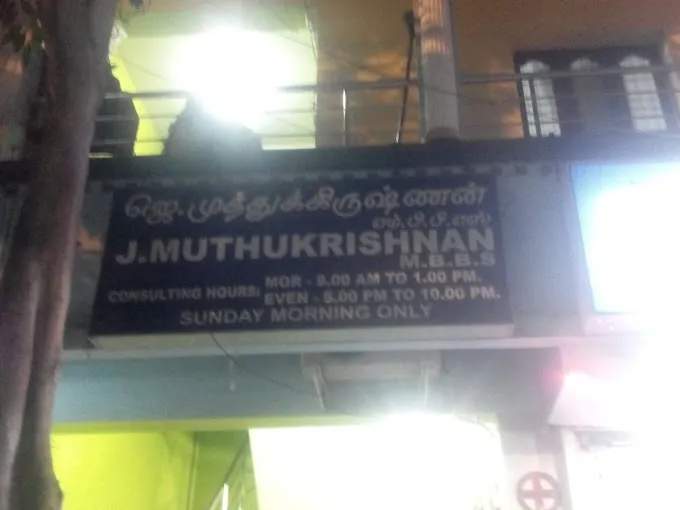 ஜெ.முத்துக்கிருஷ்ணன்
எம்.பி.பி.எஸ்
J.MUTHUKRISHNAN
M.B.B.S
CONSULTING HOURS: MOR - 9.00 AM TO 1.00 PM.
EVEN - 5.00 PM TO 10.00 PM.
SUNDAY MORNING ONLY